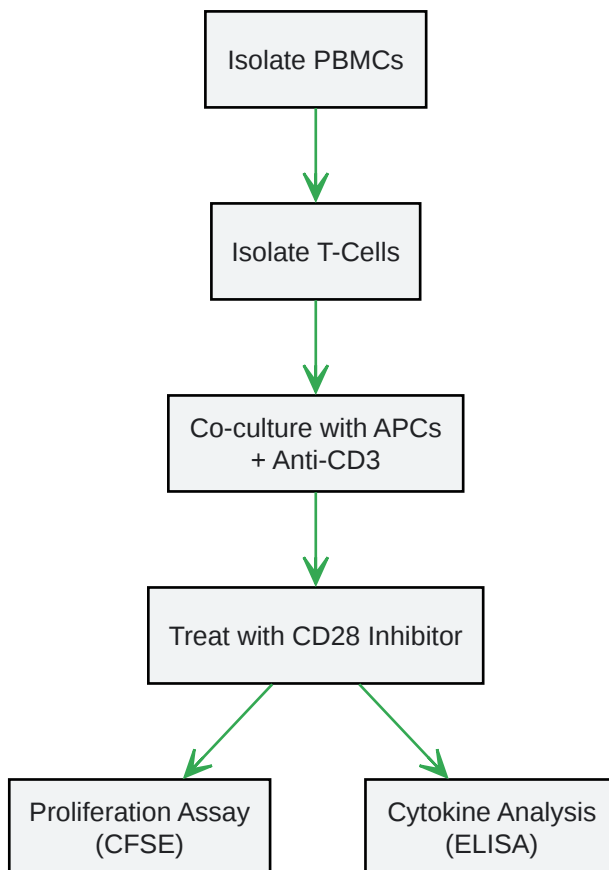 Isolate PBMCs
Isolate T-Cells
Co-culture with APCs
+ Anti-CD3
Treat with CD28 Inhibitor
Proliferation Assay
(CFSE)
Cytokine Analysis
(ELISA)